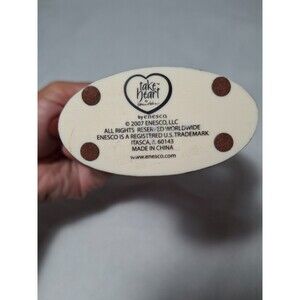 take
heart
by enesco
© 2007 ENESCO, LLC
ALL RIGHTS RESERVED WORLDWIDE
ENESCO IS A REGISTERED U.S. TRADEMARK
ITASCA, IL 60143
MADE IN CHINA
www.enesco.com